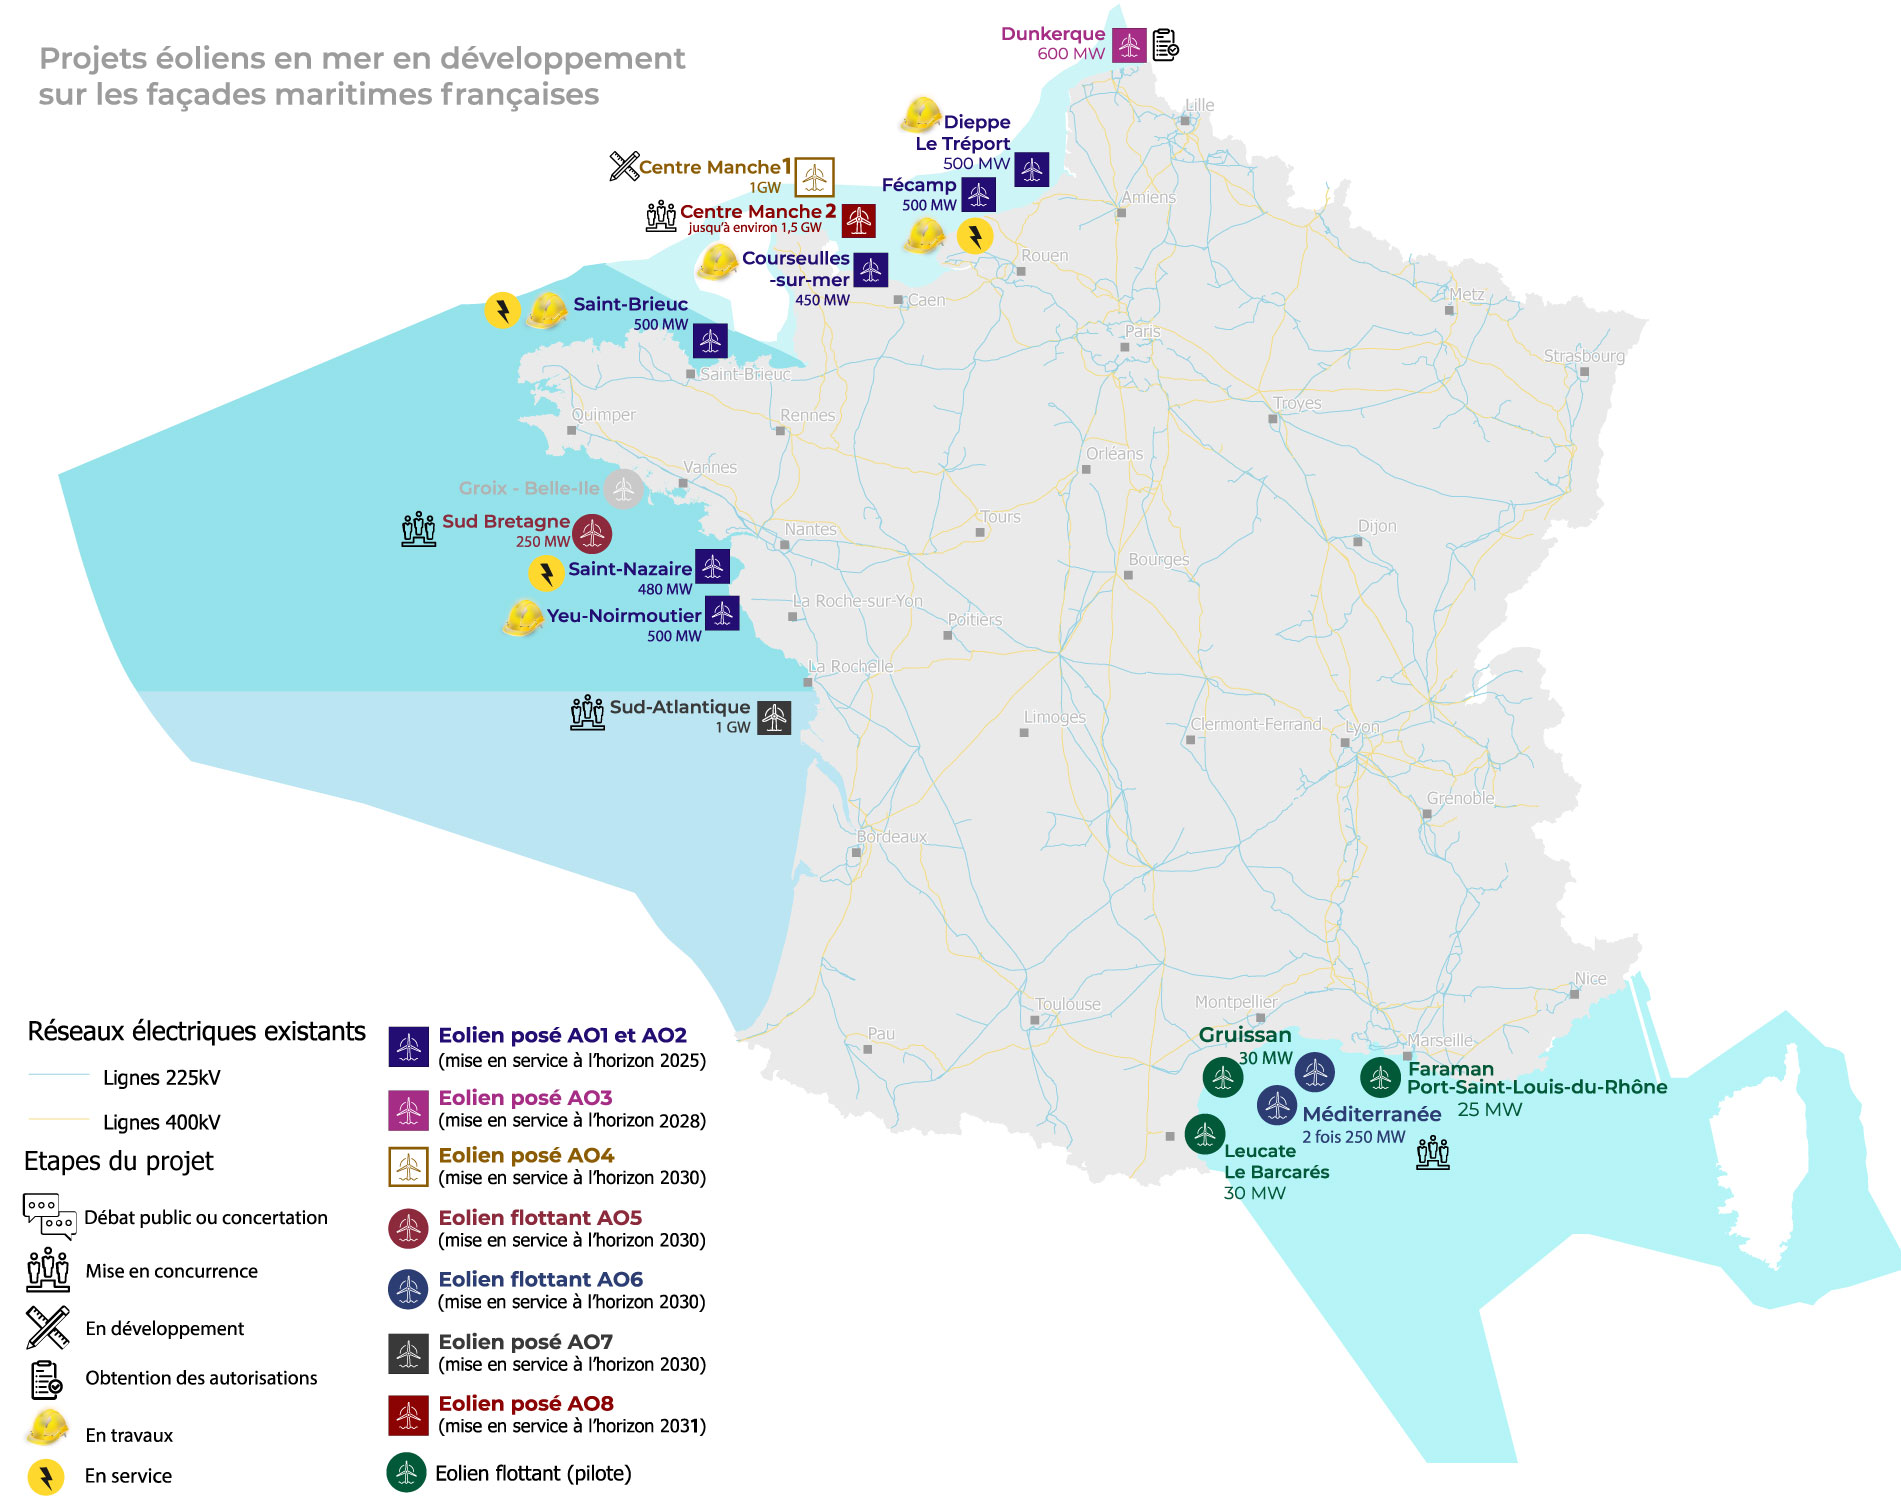 Projets éoliens en mer en développement
sur les façades maritimes françaises
Dunkerque
600 MW
Lille
Dieppe
Le Tréport
500 MW
Centre Manche 1
1GW
Fécamp
500 MW
Amiens
Centre Manche 2
jusqu'à environ 1,5 GW
Courseulles
-sur-mer
450 MW
Rouen
Caen
Metz
Saint-Brieuc
500 MW
Paris
Strasbourg
Saint-Brieuc
Quimper
Rennes
Troyes
Orléans
Vannes
Groix - Belle-Ile
Sud Bretagne
250 MW
Nantes
Tours
Dijon
Bourges
Saint-Nazaire
480 MW
La Roche-sur-Yon
Yeu-Noirmoutier
500 MW
Poitiers
La Rochelle
Sud-Atlantique
1 GW
Limoges
Clermont-Ferrand
Lyon
Grenoble
Bordeaux
Nice
Toulouse
Montpellier
Pau
Marseille
Gruissan
30 MW
Faraman
Port-Saint-Louis-du-Rhône
25 MW
Méditerranée
2 fois 250 MW
Leucate
Le Barcarés
30 MW
Réseaux électriques existants
Lignes 225kV
Lignes 400kV
Etapes du projet
Débat public ou concertation
Mise en concurrence
En développement
Obtention des autorisations
En travaux
En service
Eolien posé AO1 et AO2
(mise en service à l'horizon 2025)
Eolien posé AO3
(mise en service à l'horizon 2028)
Eolien posé AO4
(mise en service à l'horizon 2030)
Eolien flottant AO5
(mise en service à l'horizon 2030)
Eolien flottant AO6
(mise en service à l'horizon 2030)
Eolien posé AO7
(mise en service à l'horizon 2030)
Eolien posé AO8
(mise en service à l'horizon 2031)
Eolien flottant (pilote)